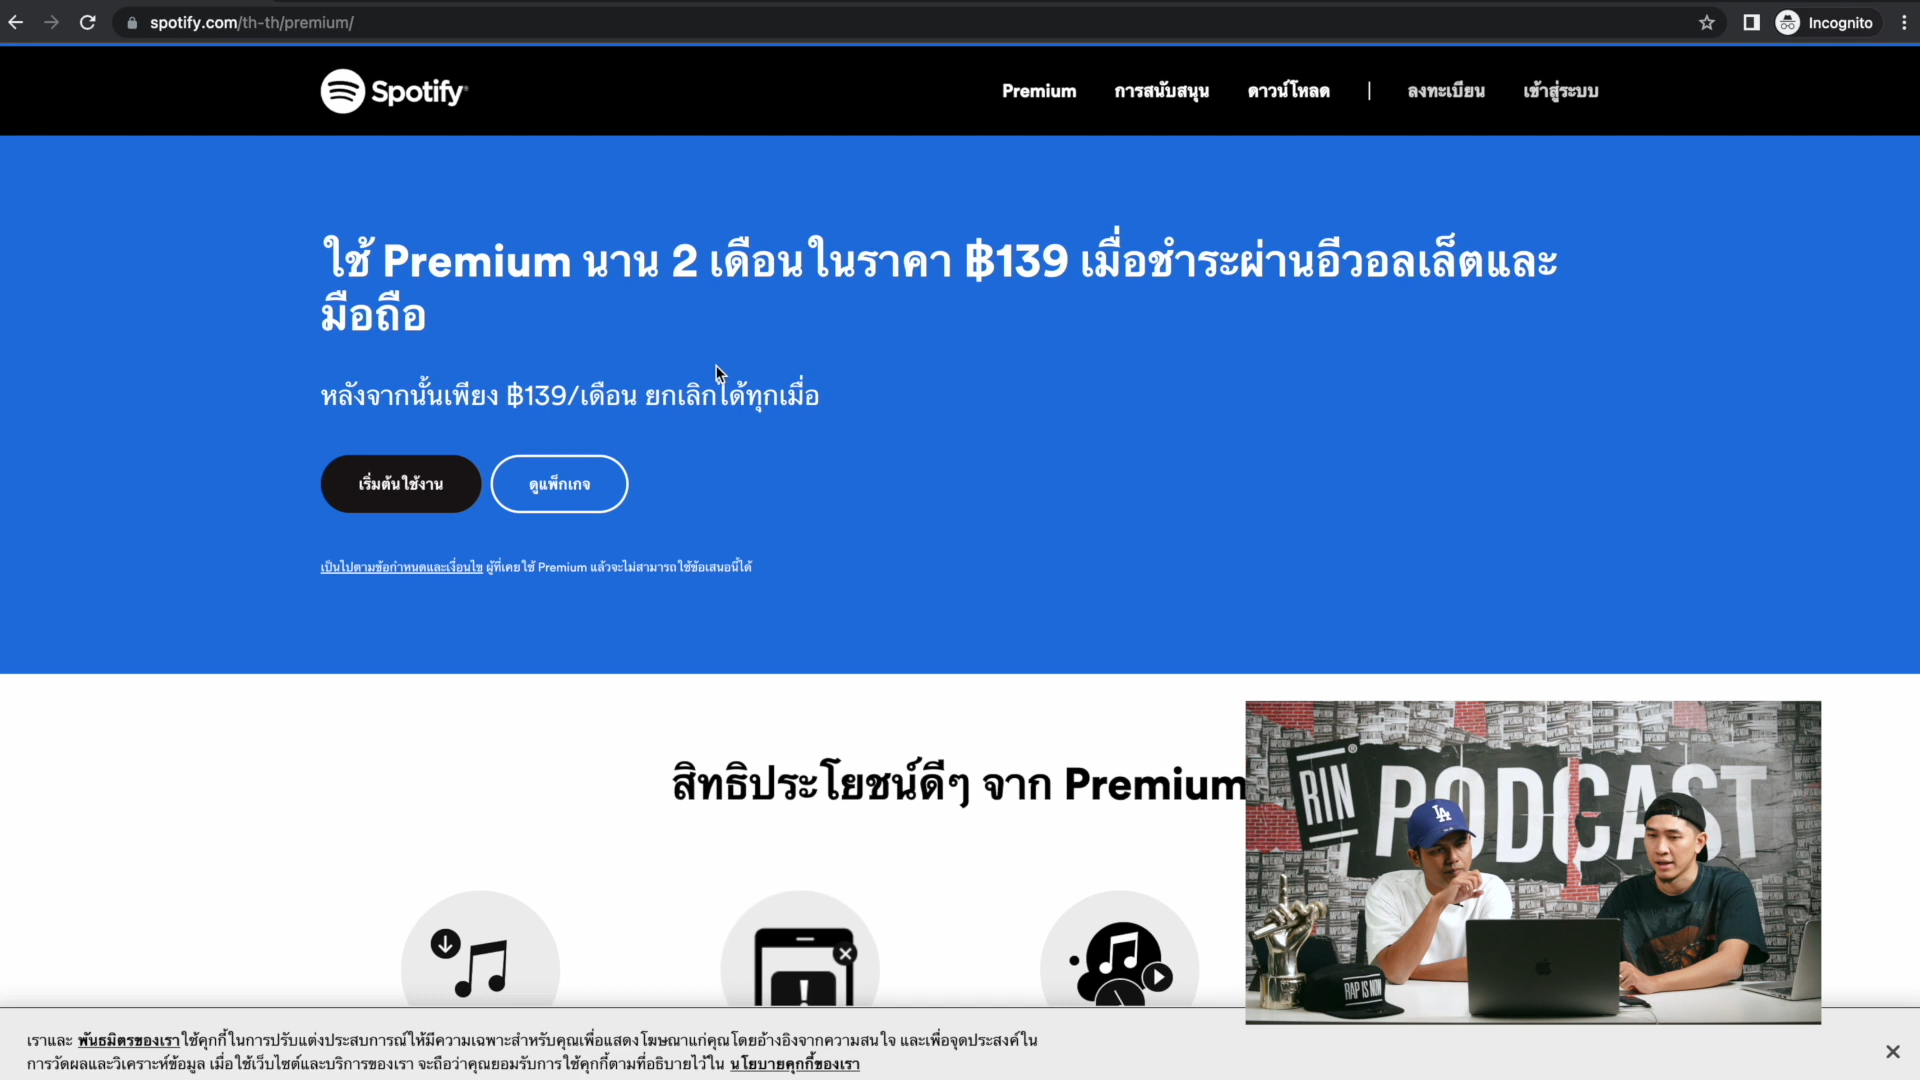 spotify.com/th-th/premium/
Incognito
Spotify®
Premium การสนับสนุน ดาวน์โหลด | ลงทะเบียน เข้าสู่ระบบ
ใช้ Premium นาน 2 เดือนในราคา ฿139 เมื่อชำระผ่านอีวอลเล็ตและ
มือถือ
หลังจากนั้นเพียง ฿139/เดือน ยกเลิกได้ทุกเมื่อ
เริ่มต้นใช้งาน ดูแพ็กเกจ
เป็นไปตามข้อกำหนดและเงื่อนไข ผู้ที่เคยใช้ Premium แล้วจะไม่สามารถใช้ข้อเสนอนี้ได้
สิทธิประโยชน์ดีๆ จาก Premium
RIN®
PODCAST
LA
RAP IS NOW
เราและ พันธมิตรของเราใช้คุกกี้ในการปรับแต่งประสบการณ์ให้มีความเฉพาะสำหรับคุณเพื่อแสดงโฆษณาแก่คุณโดยอ้างอิงจากความสนใจ และเพื่อจุดประสงค์ใน
การวัดผลและวิเคราะห์ข้อมูล เมื่อใช้เว็บไซต์และบริการของเรา จะถือว่าคุณยอมรับการใช้คุกกี้ตามที่อธิบายไว้ใน นโยบายคุกกี้ของเรา